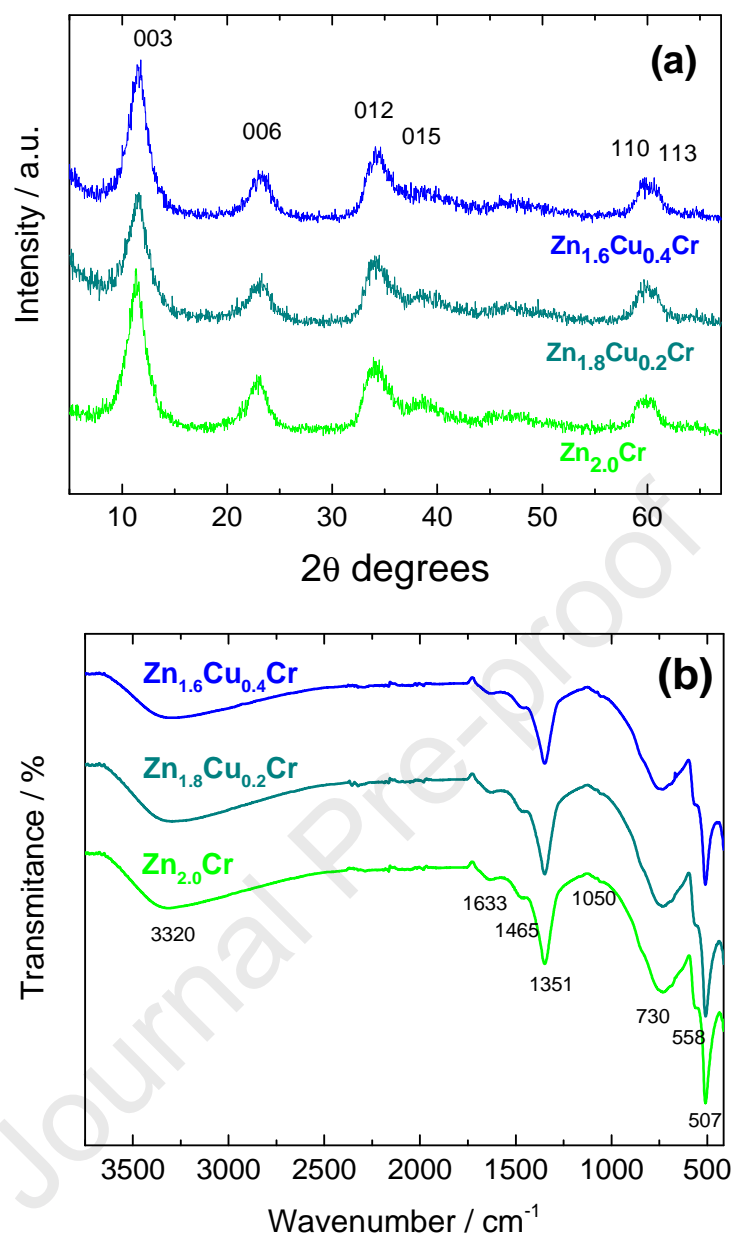 (a)
003
006
012
015
110
113
Zn1.6Cu0.4Cr
Zn1.8Cu0.2Cr
Zn2.0Cr
Intensity / a.u.
10 20 30 40 50 60
2θ degrees
(b)
Zn1.6Cu0.4Cr
Zn1.8Cu0.2Cr
Zn2.0Cr
3320
1633
1465
1351
1050
730
558
507
Transmitance / %
3500 3000 2500 2000 1500 1000 500
Wavenumber / cm-1
Journal Pre-proof